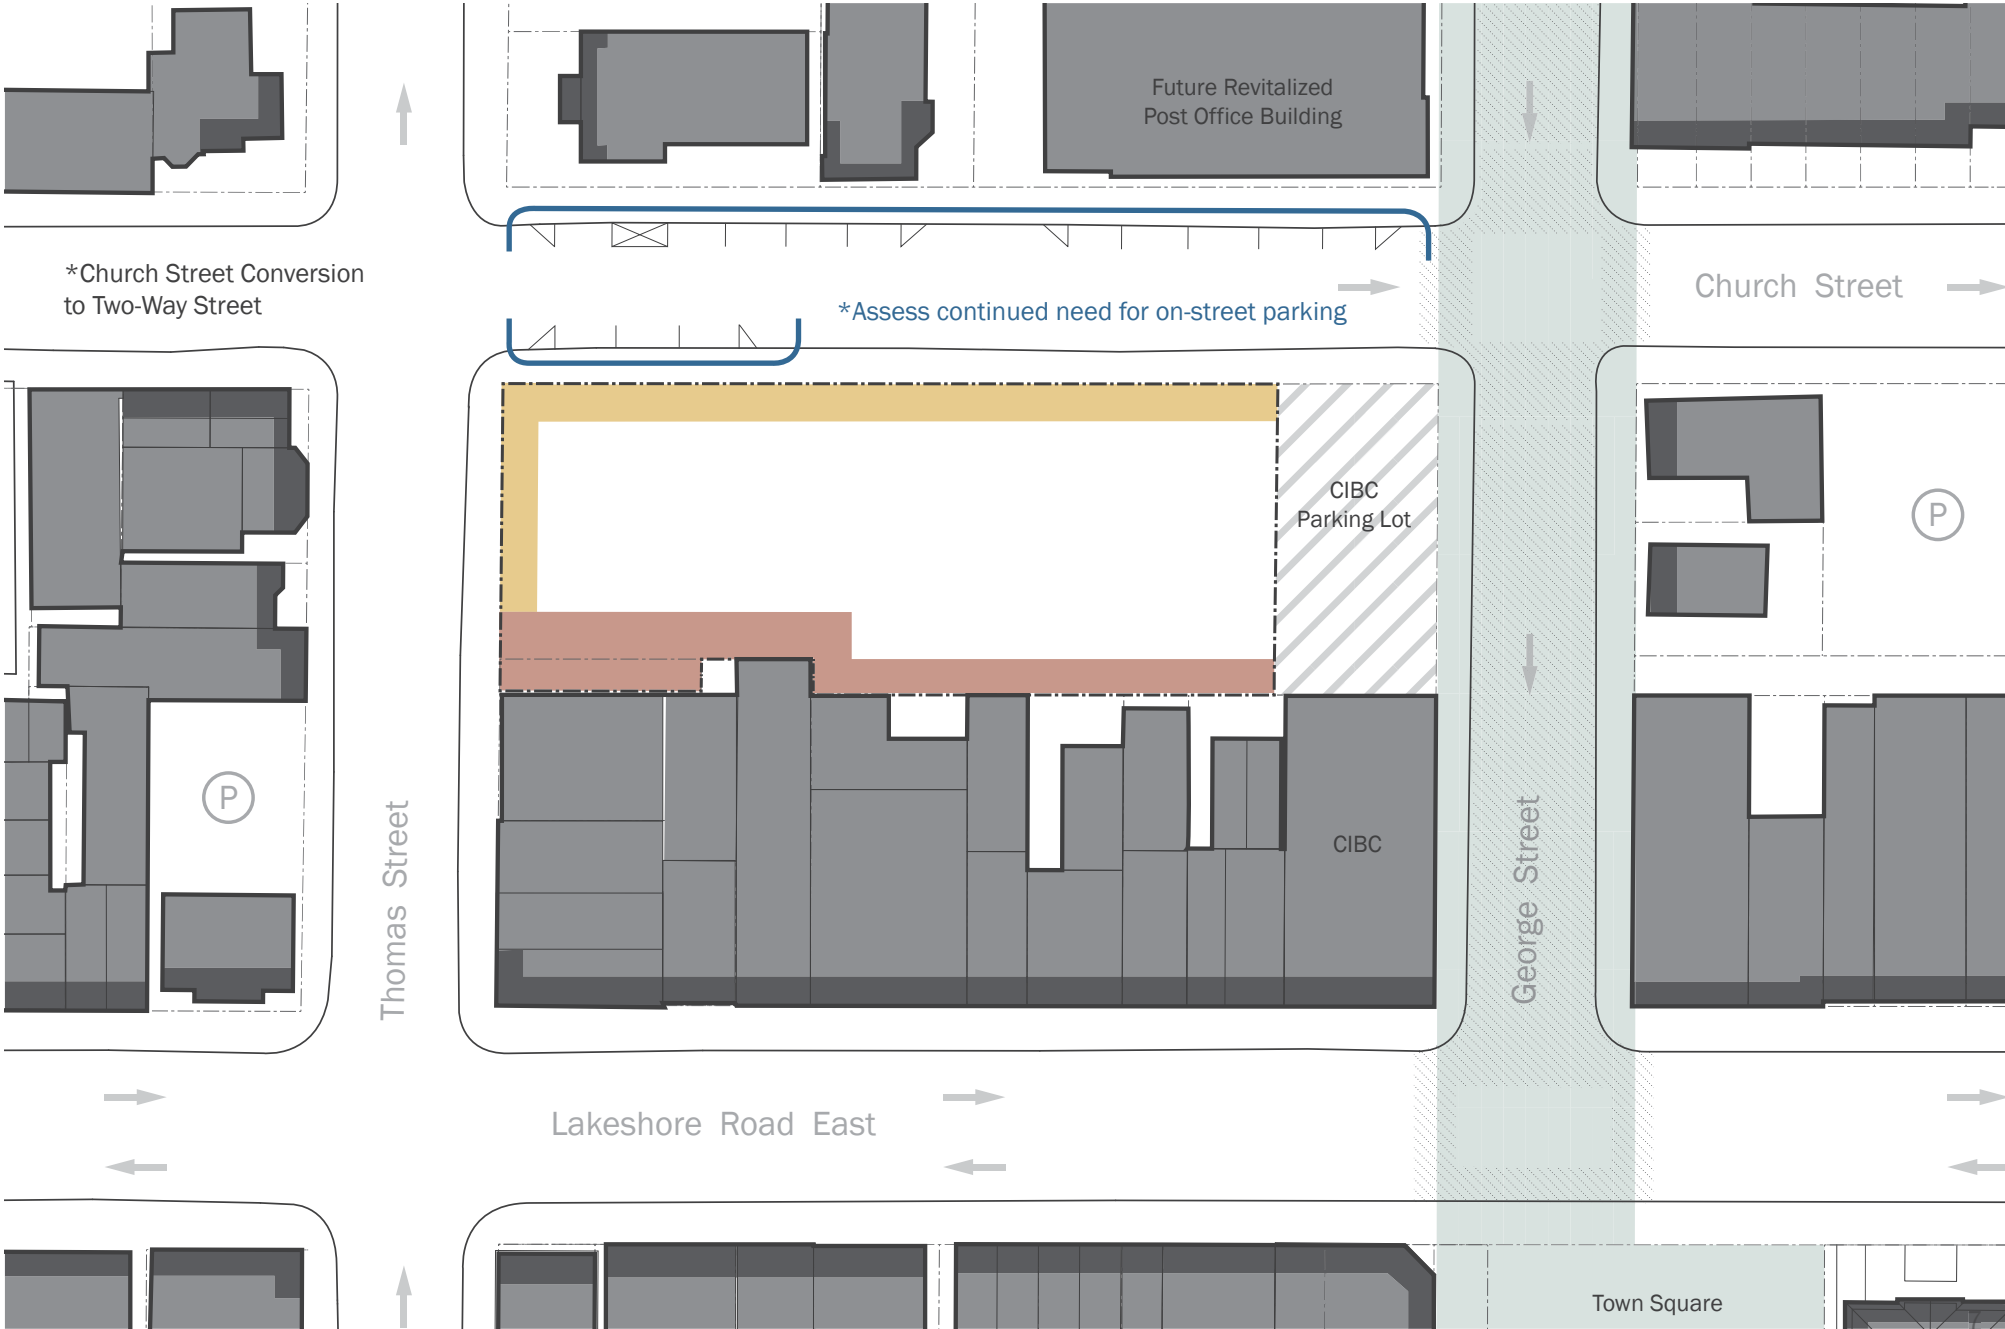 Future Revitalized
Post Office Building
*Church Street Conversion
to Two-Way Street
*Assess continued need for on-street parking
Church Street
CIBC
Parking Lot
P
P
Thomas Street
George Street
CIBC
Lakeshore Road East
Town Square